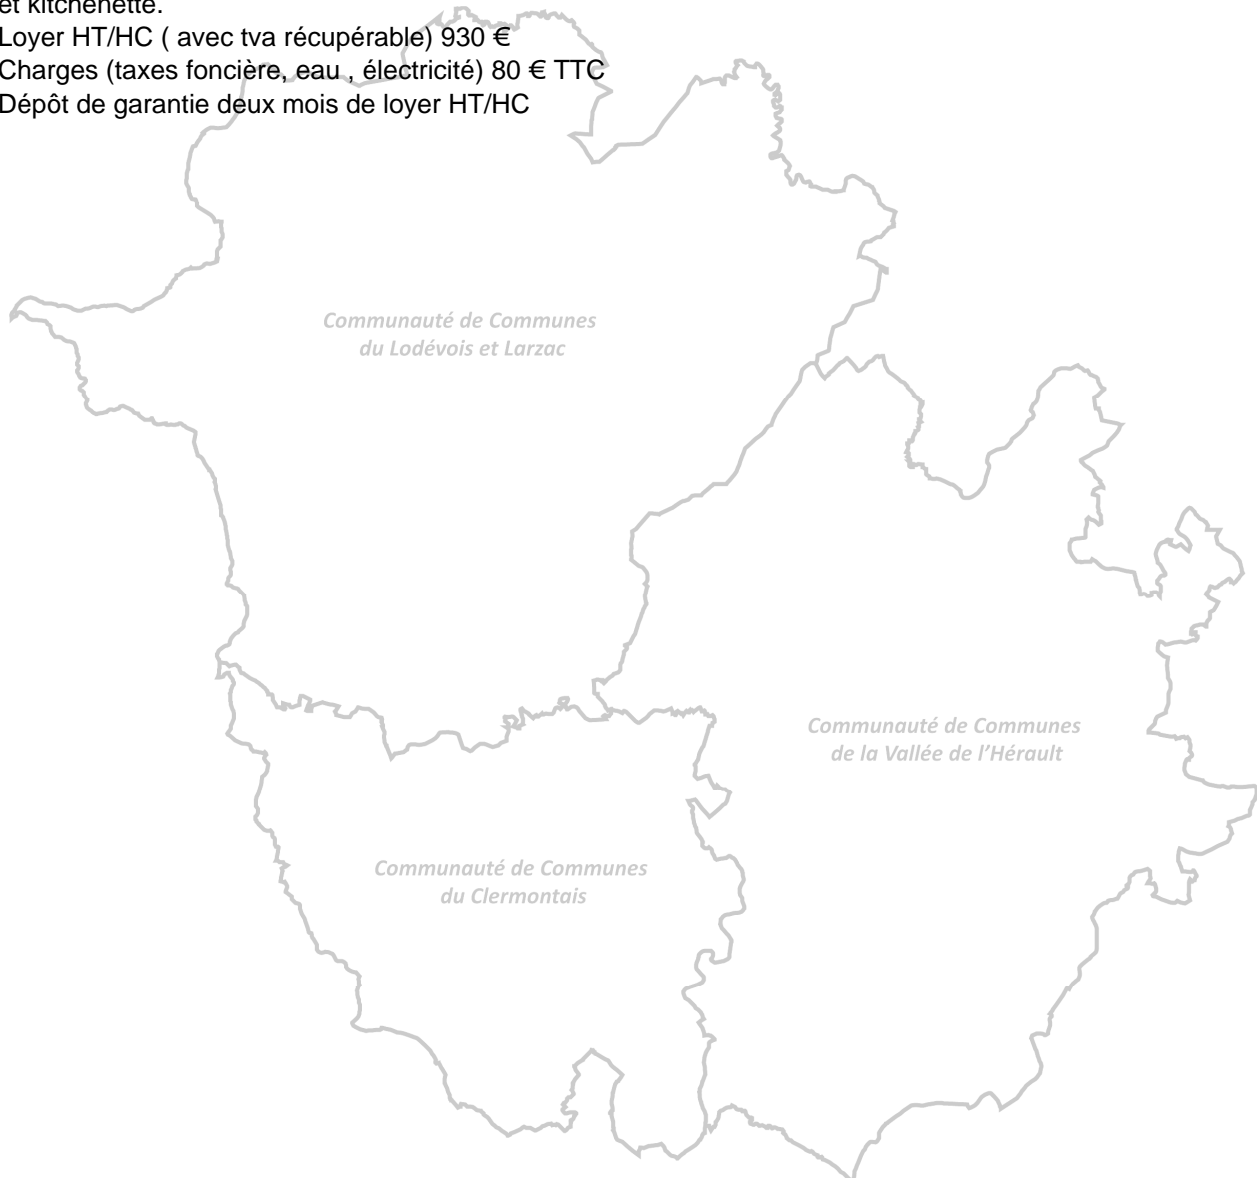 et kitchenette.
Loyer HT/HC ( avec tva récupérable) 930 €
Charges (taxes foncière, eau , électricité) 80 € TTC
Dépôt de garantie deux mois de loyer HT/HC
Communauté de Communes
du Lodévois et Larzac
Communauté de Communes
de la Vallée de l’Hérault
Communauté de Communes
du Clermontais